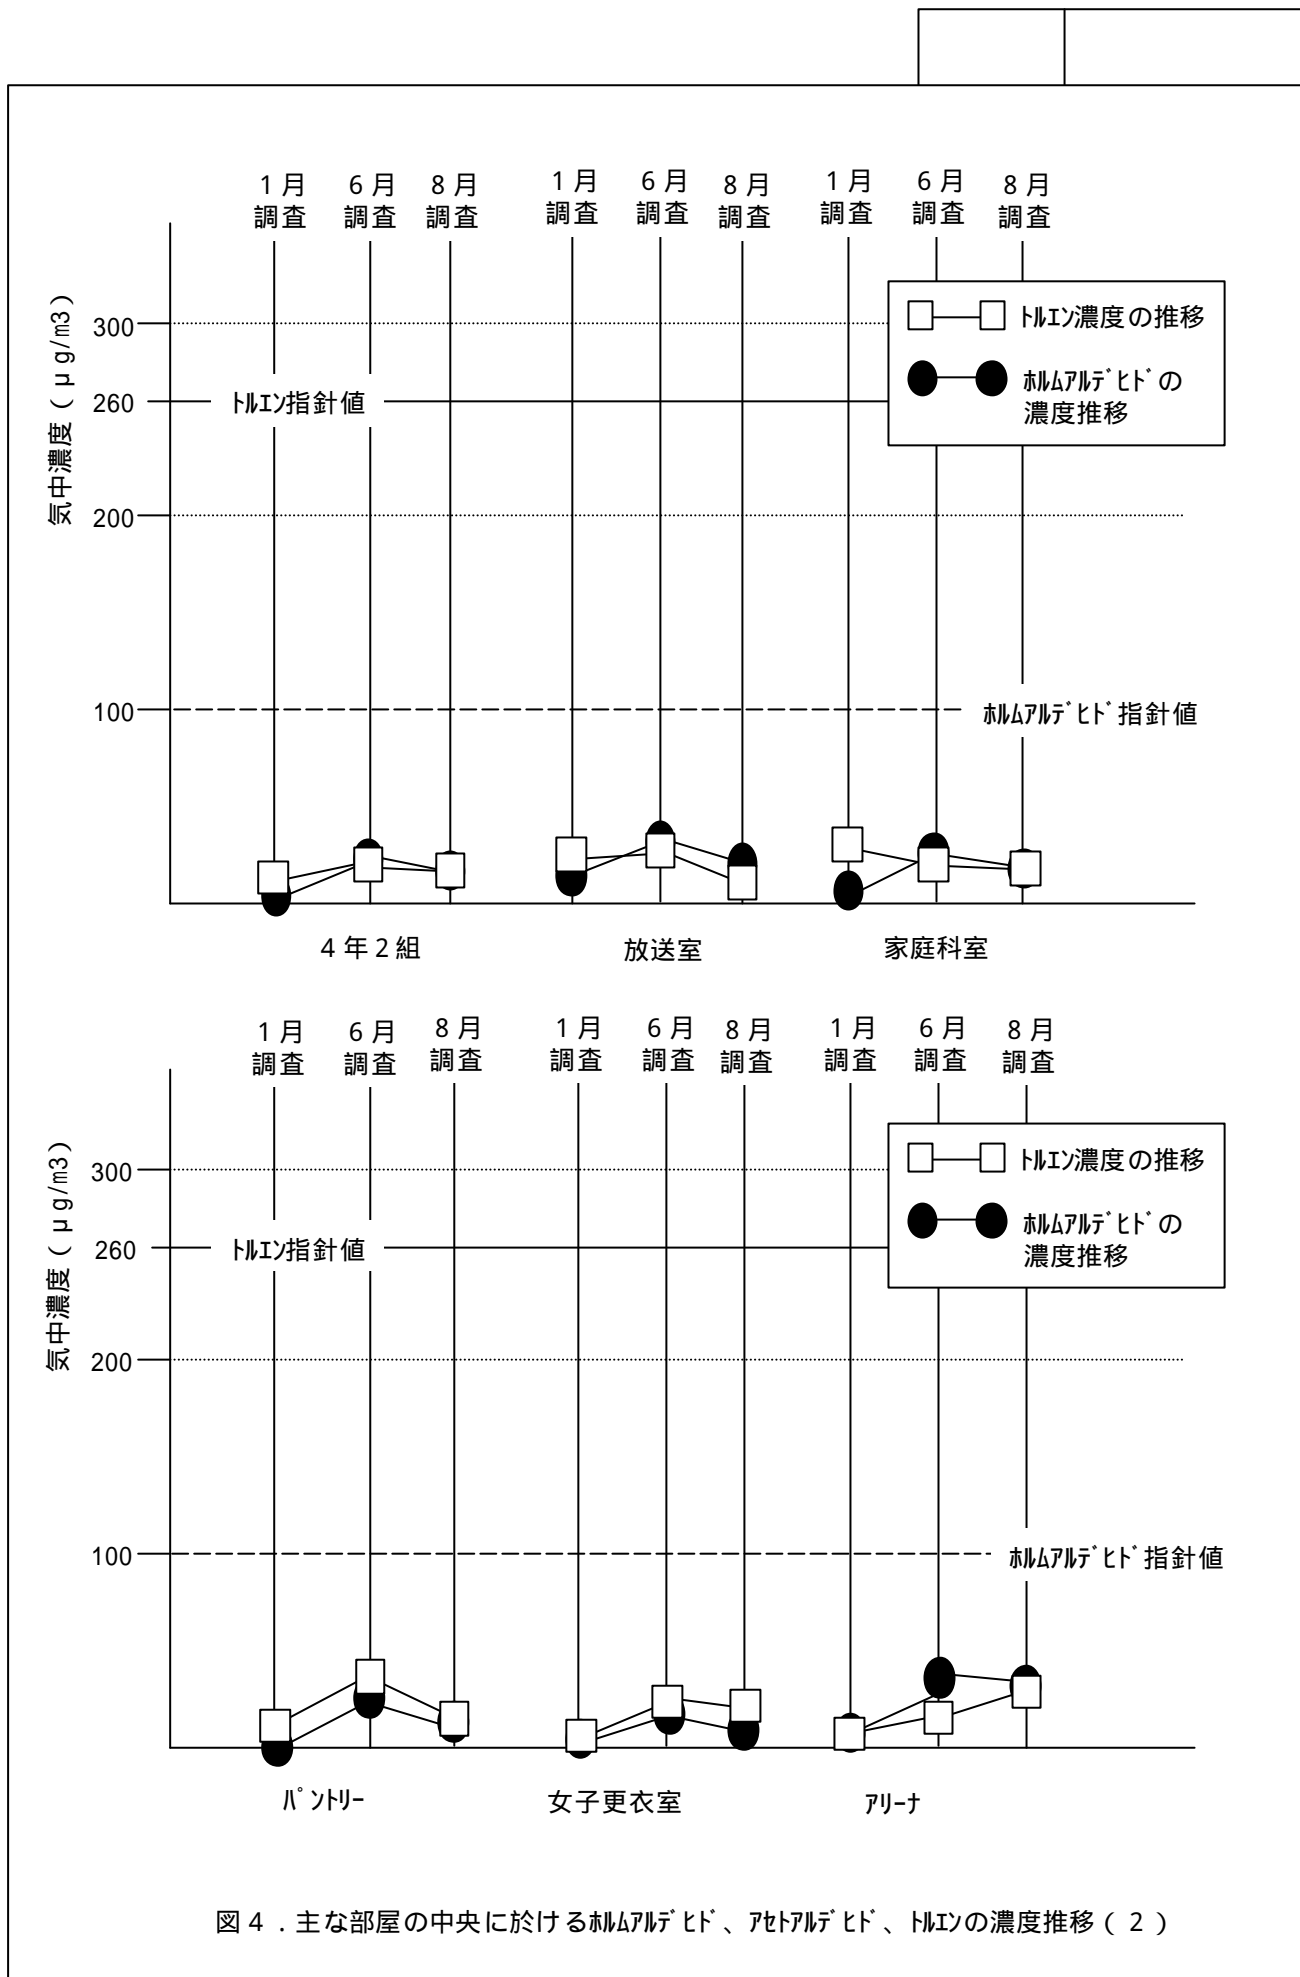 1月 6月 8月 1月 6月 8月 1月 6月 8月
調査 調査 調査 調査 調査 調査 調査 調査 調査
気中濃度(μg/m3)
300
ﾄﾙｴﾝ濃度の推移
ﾎﾙﾑｱﾙﾃﾞﾋﾄﾞの
濃度推移
260 ﾄﾙｴﾝ指針値
200
100 ﾎﾙﾑｱﾙﾃﾞﾋﾄﾞ指針値
4年2組 放送室 家庭科室
1月 6月 8月 1月 6月 8月 1月 6月 8月
調査 調査 調査 調査 調査 調査 調査 調査 調査
気中濃度(μg/m3)
300
ﾄﾙｴﾝ濃度の推移
ﾎﾙﾑｱﾙﾃﾞﾋﾄﾞの
濃度推移
260 ﾄﾙｴﾝ指針値
200
100 ﾎﾙﾑｱﾙﾃﾞﾋﾄﾞ指針値
ﾊﾟﾝﾄﾘｰ 女子更衣室 ｱﾘｰﾅ
図4.主な部屋の中央に於けるﾎﾙﾑｱﾙﾃﾞﾋﾄﾞ、ｱｾﾄｱﾙﾃﾞﾋﾄﾞ、ﾄﾙｴﾝの濃度推移(2)